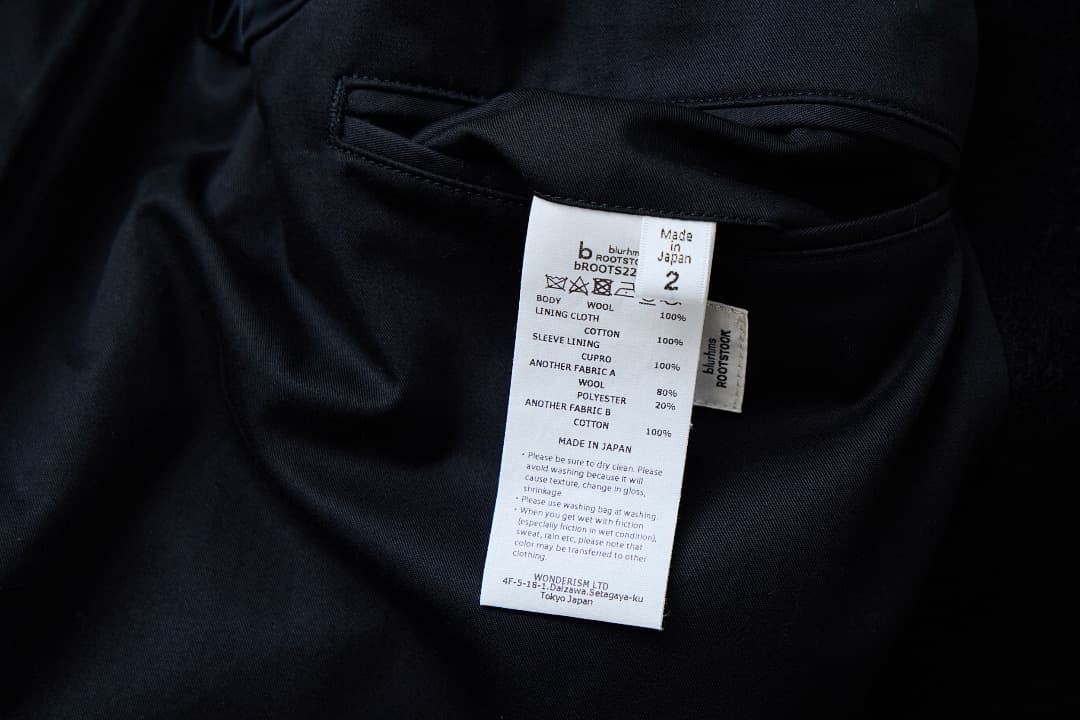 b blurhms
ROOTSTO
bROOTS22
Made
in
Japan
2
BODY WOOL 100%
LINING CLOTH
COTTON 100%
SLEEVE LINING
CUPRO 100%
ANOTHER FABRIC A
WOOL 80%
POLYESTER 20%
ANOTHER FABRIC B
COTTON 100%
MADE IN JAPAN
・Please be sure to dry clean. Please
avoid washing because it will
cause texture, change in gloss,
shrinkage.
・Please use washing bag at washing.
・When you get wet with friction
(especially friction in wet condition),
sweat, rain etc, please note that
color may be transferred to other
clothing.
WONDERISM LTD
4F-5-18-1.Daizawa.Setagaya-ku
Tokyo Japan
blurhms
ROOTSTOCK